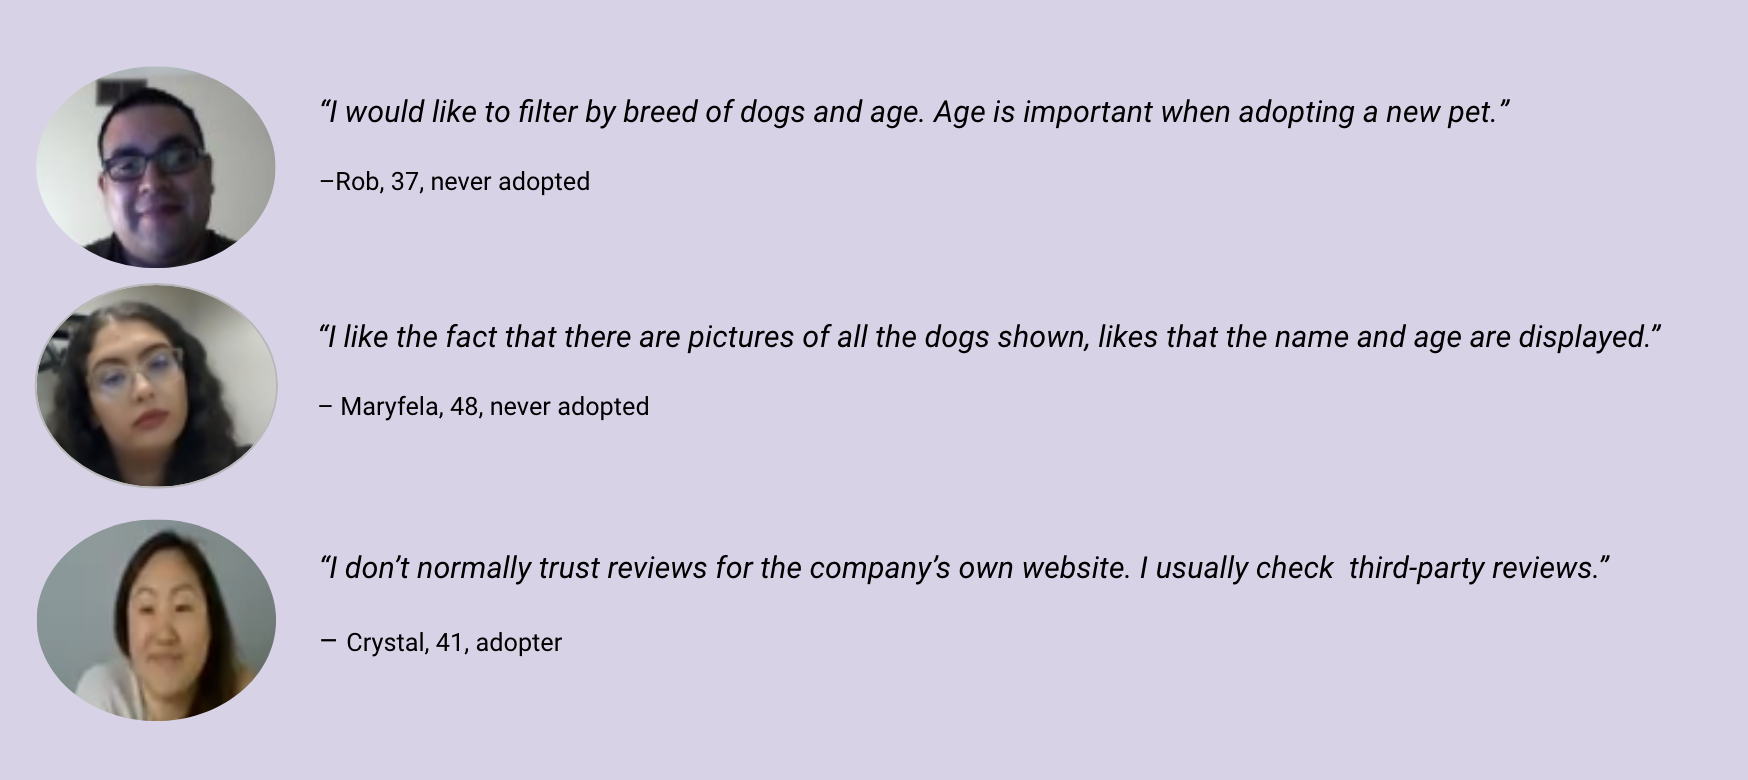 “I would like to filter by breed of dogs and age. Age is important when adopting a new pet.”
–Rob, 37, never adopted
“I like the fact that there are pictures of all the dogs shown, likes that the name and age are displayed.”
– Maryfela, 48, never adopted
“I don’t normally trust reviews for the company’s own website. I usually check  third-party reviews.”
– Crystal, 41, adopter